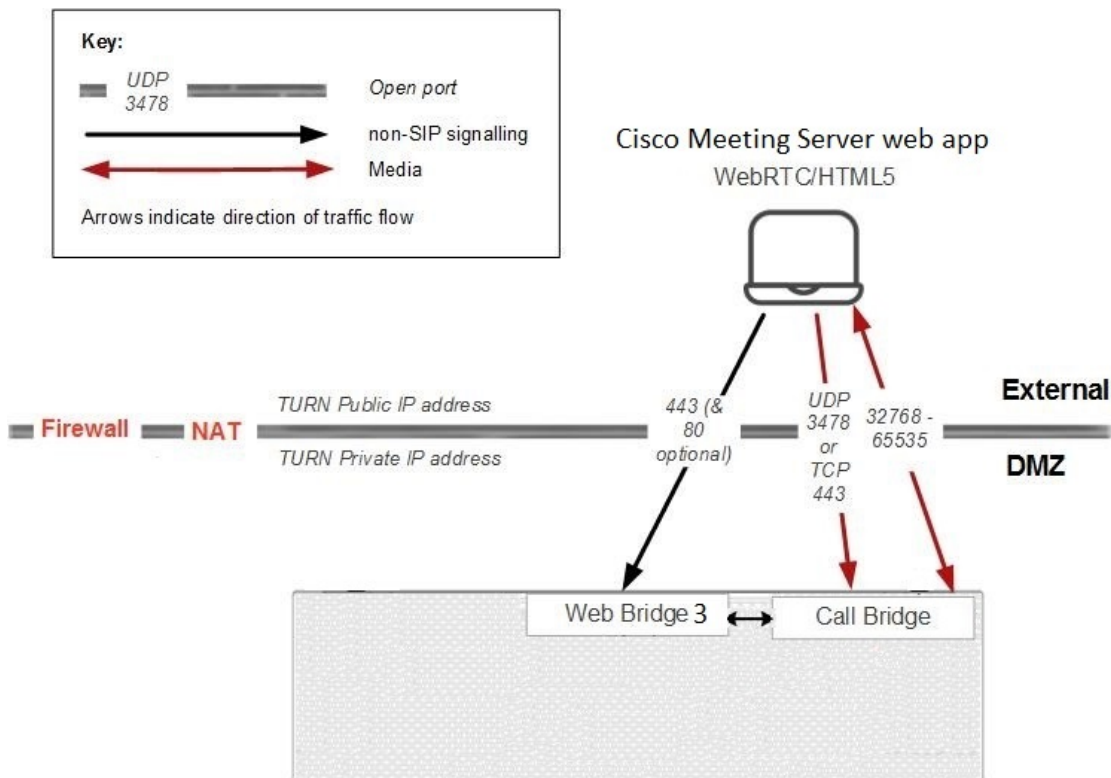 Key:
UDP
3478
Open port
non-SIP signalling
Media
Arrows indicate direction of traffic flow
Cisco Meeting Server web app
WebRTC/HTML5
External
TURN Public IP address
Firewall
NAT
TURN Private IP address
443 (&
80
optional)
UDP
3478
or
TCP
443
32768 -
65535
DMZ
Web Bridge 3
Call Bridge